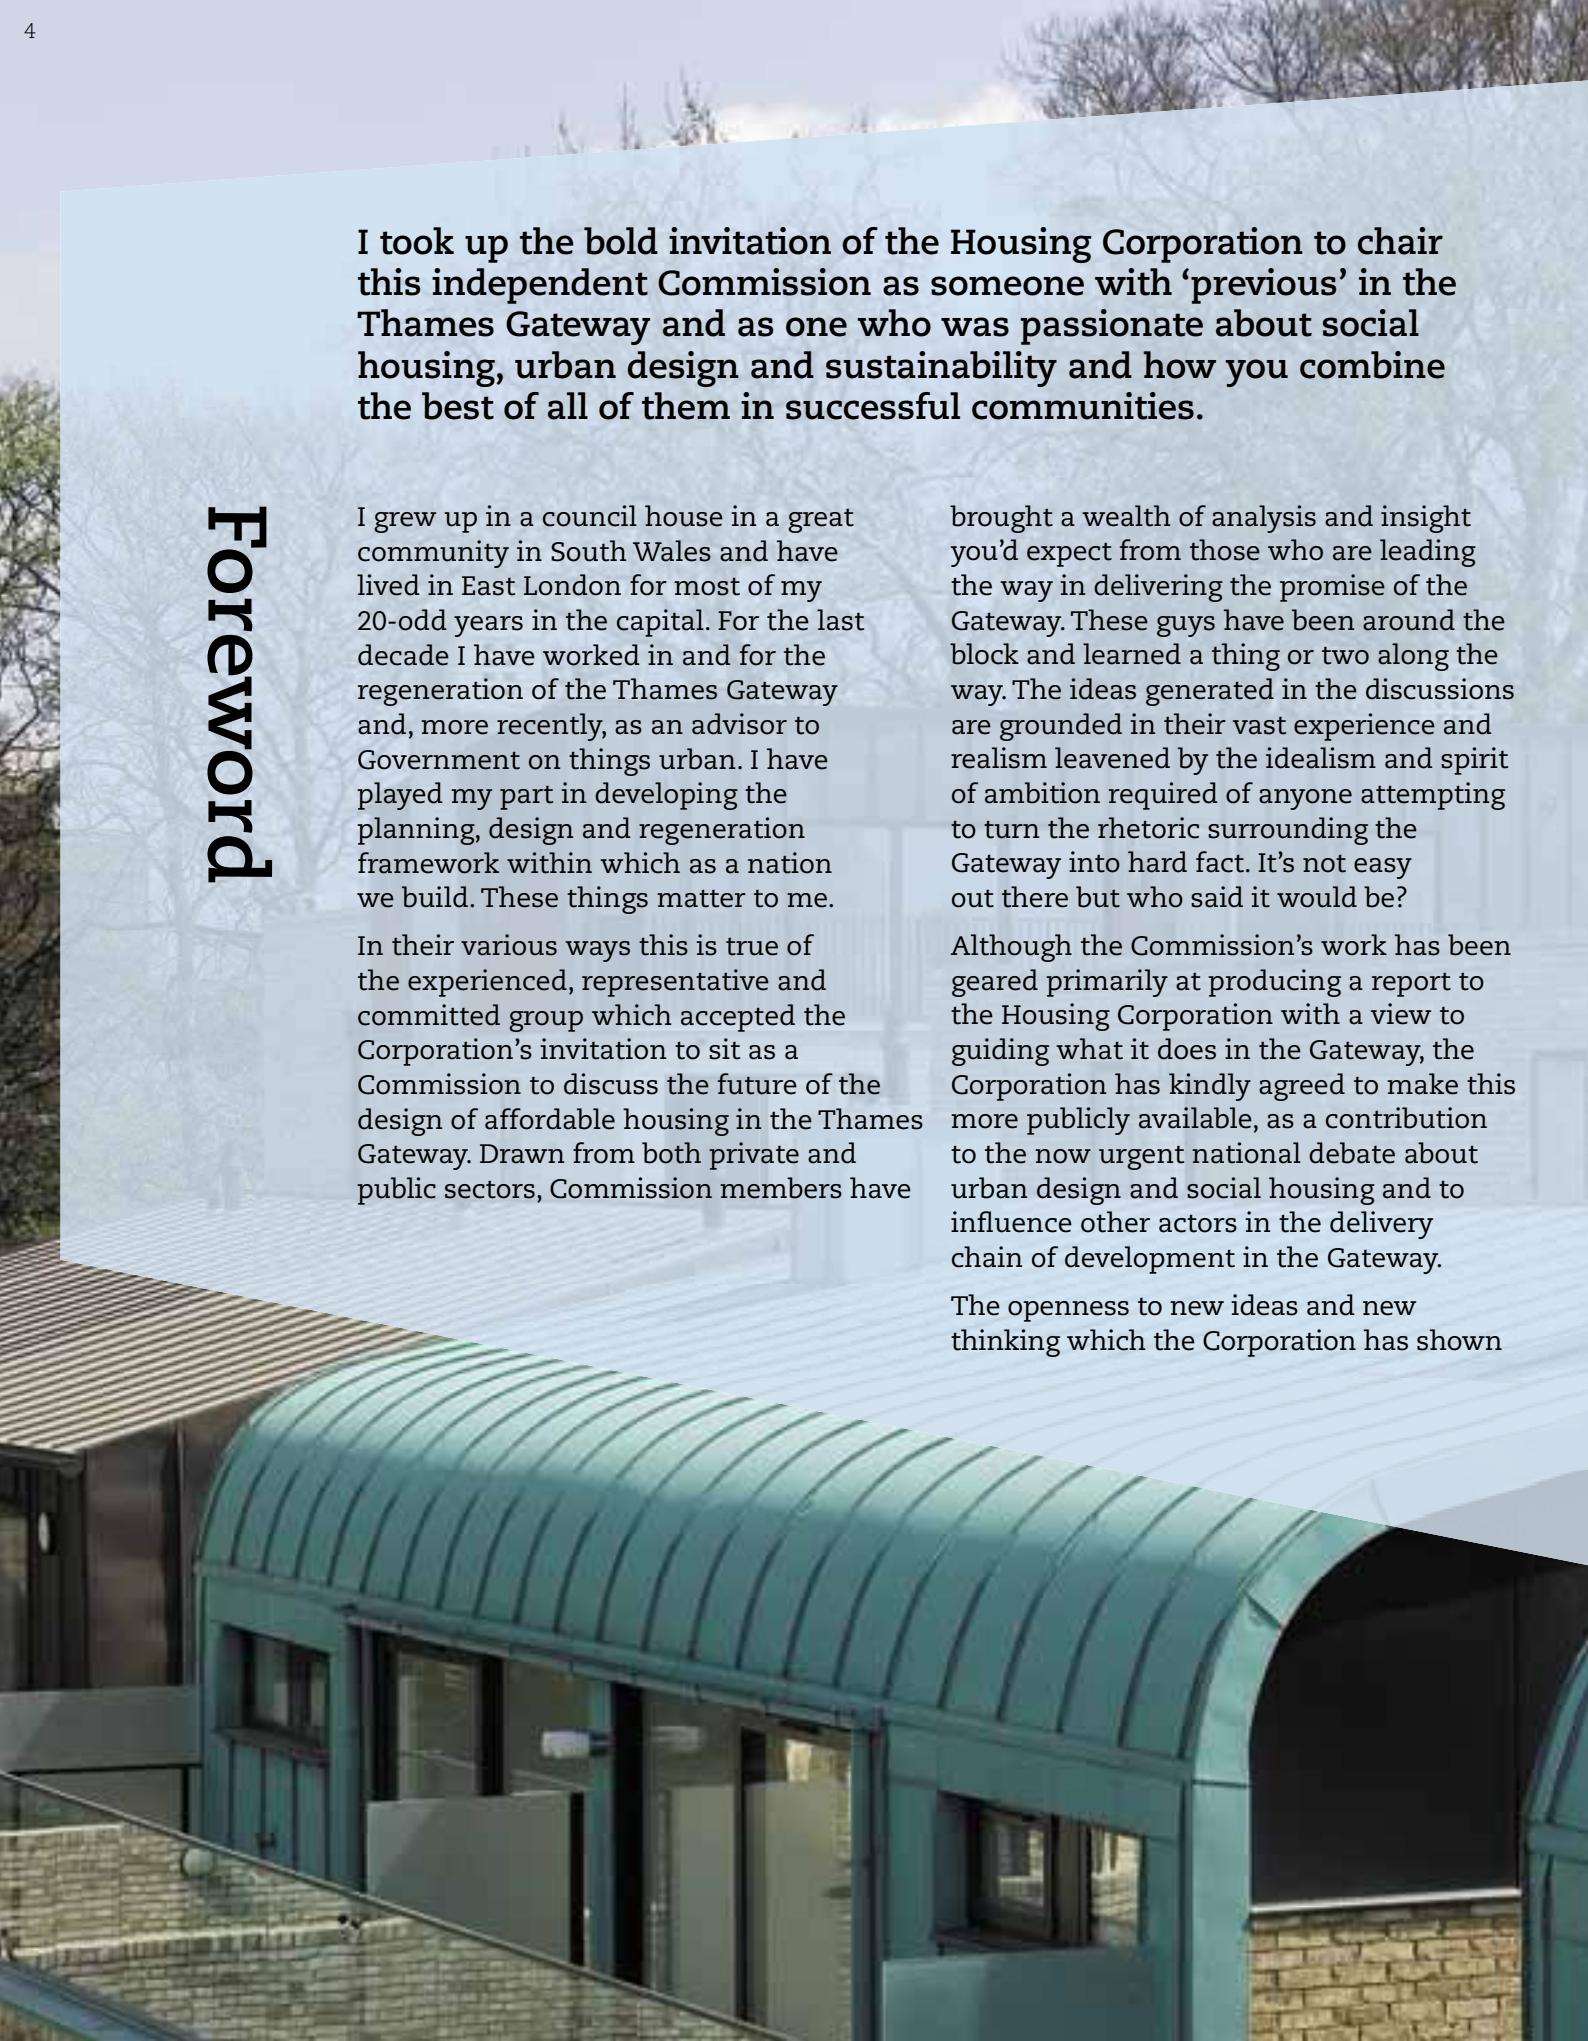 4
I took up the bold invitation of the Housing Corporation to chair
this independent Commission as someone with ‘previous’ in the
Thames Gateway and as one who was passionate about social
housing, urban design and sustainability and how you combine
the best of all of them in successful communities.
Foreword
I grew up in a council house in a great
community in South Wales and have
lived in East London for most of my
20-odd years in the capital. For the last
decade I have worked in and for the
regeneration of the Thames Gateway
and, more recently, as an advisor to
Government on things urban. I have
played my part in developing the
planning, design and regeneration
framework within which as a nation
we build. These things matter to me.
In their various ways this is true of
the experienced, representative and
committed group which accepted the
Corporation’s invitation to sit as a
Commission to discuss the future of the
design of affordable housing in the Thames
Gateway. Drawn from both private and
public sectors, Commission members have
brought a wealth of analysis and insight
you’d expect from those who are leading
the way in delivering the promise of the
Gateway. These guys have been around the
block and learned a thing or two along the
way. The ideas generated in the discussions
are grounded in their vast experience and
realism leavened by the idealism and spirit
of ambition required of anyone attempting
to turn the rhetoric surrounding the
Gateway into hard fact. It’s not easy
out there but who said it would be?
Although the Commission’s work has been
geared primarily at producing a report to
the Housing Corporation with a view to
guiding what it does in the Gateway, the
Corporation has kindly agreed to make this
more publicly available, as a contribution
to the now urgent national debate about
urban design and social housing and to
influence other actors in the delivery
chain of development in the Gateway.
The openness to new ideas and new
thinking which the Corporation has shown